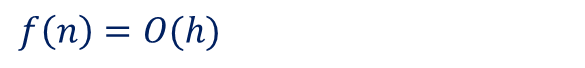 f(n) = O(h)